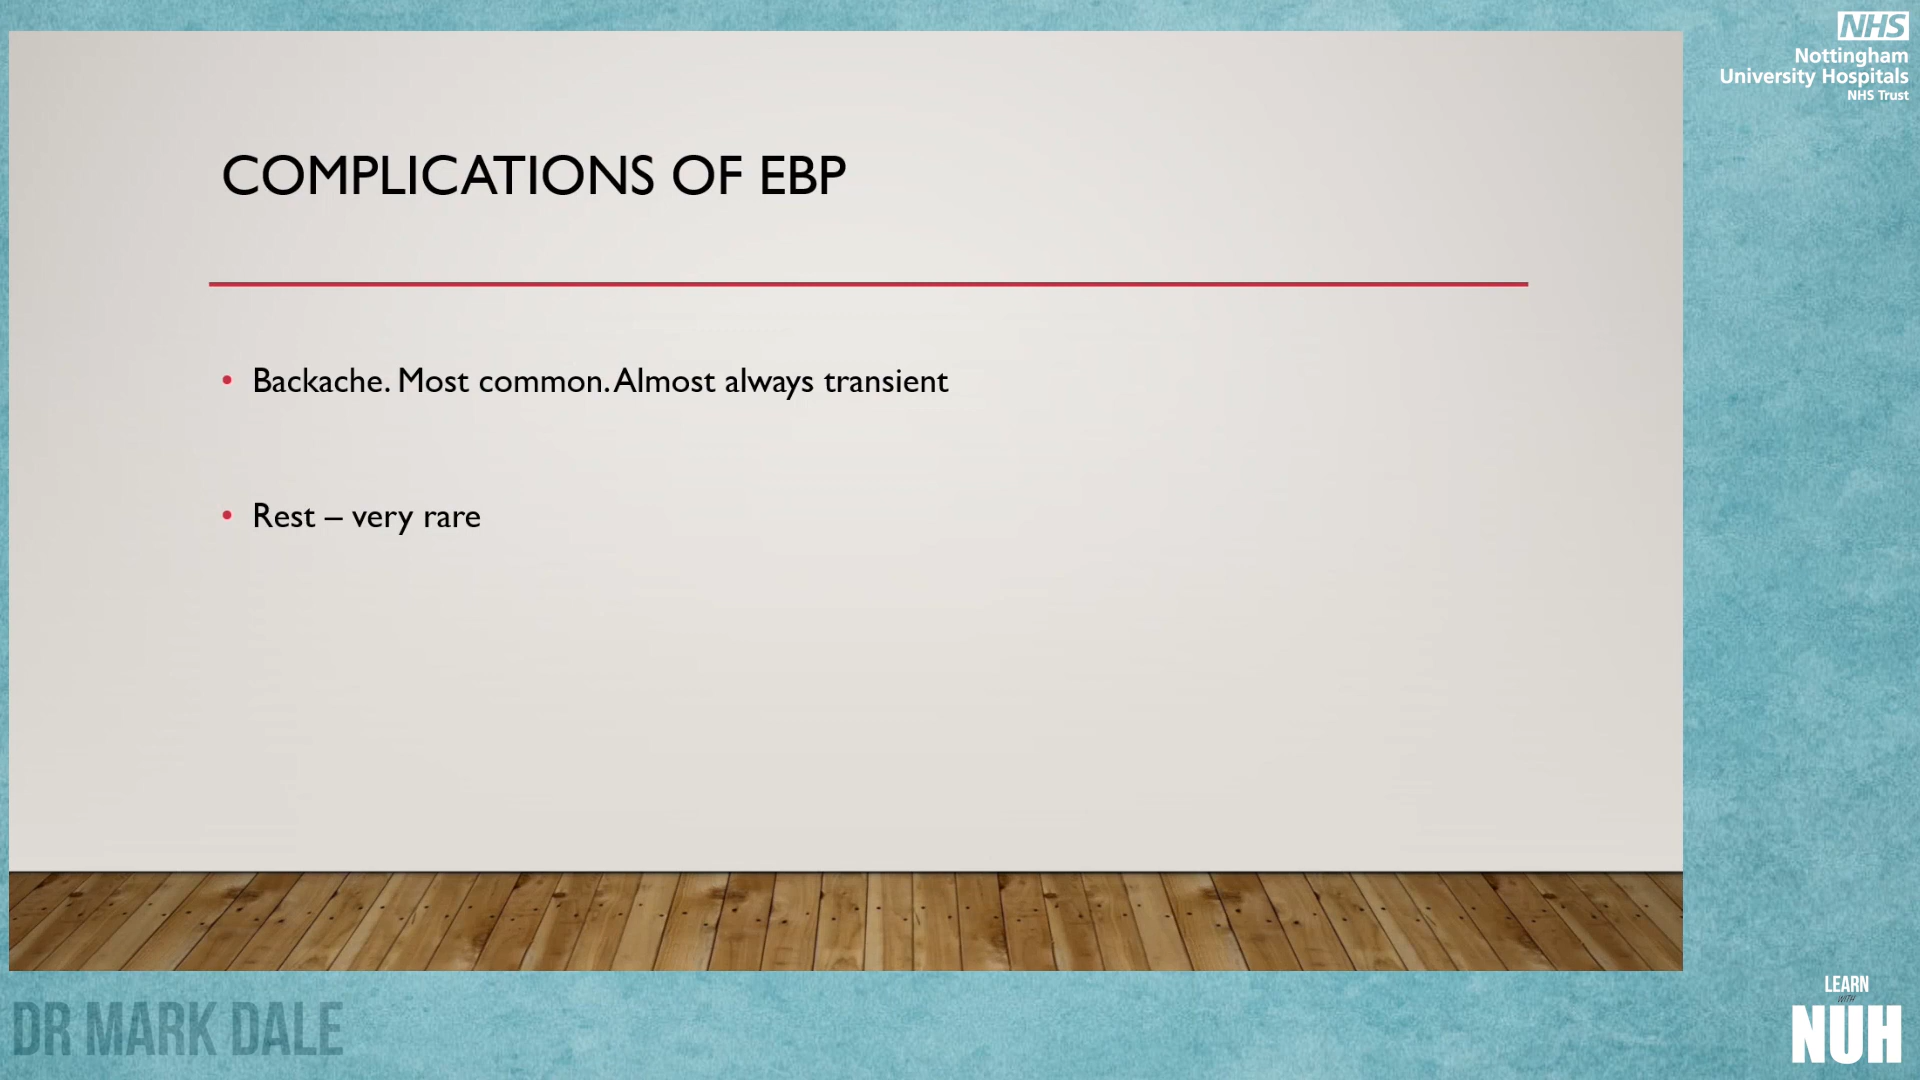 NHS
Nottingham
University Hospitals
NHS Trust
COMPLICATIONS OF EBP
• Backache. Most common. Almost always transient
• Rest – very rare
DR MARK DALE
LEARN
WITH
NUH